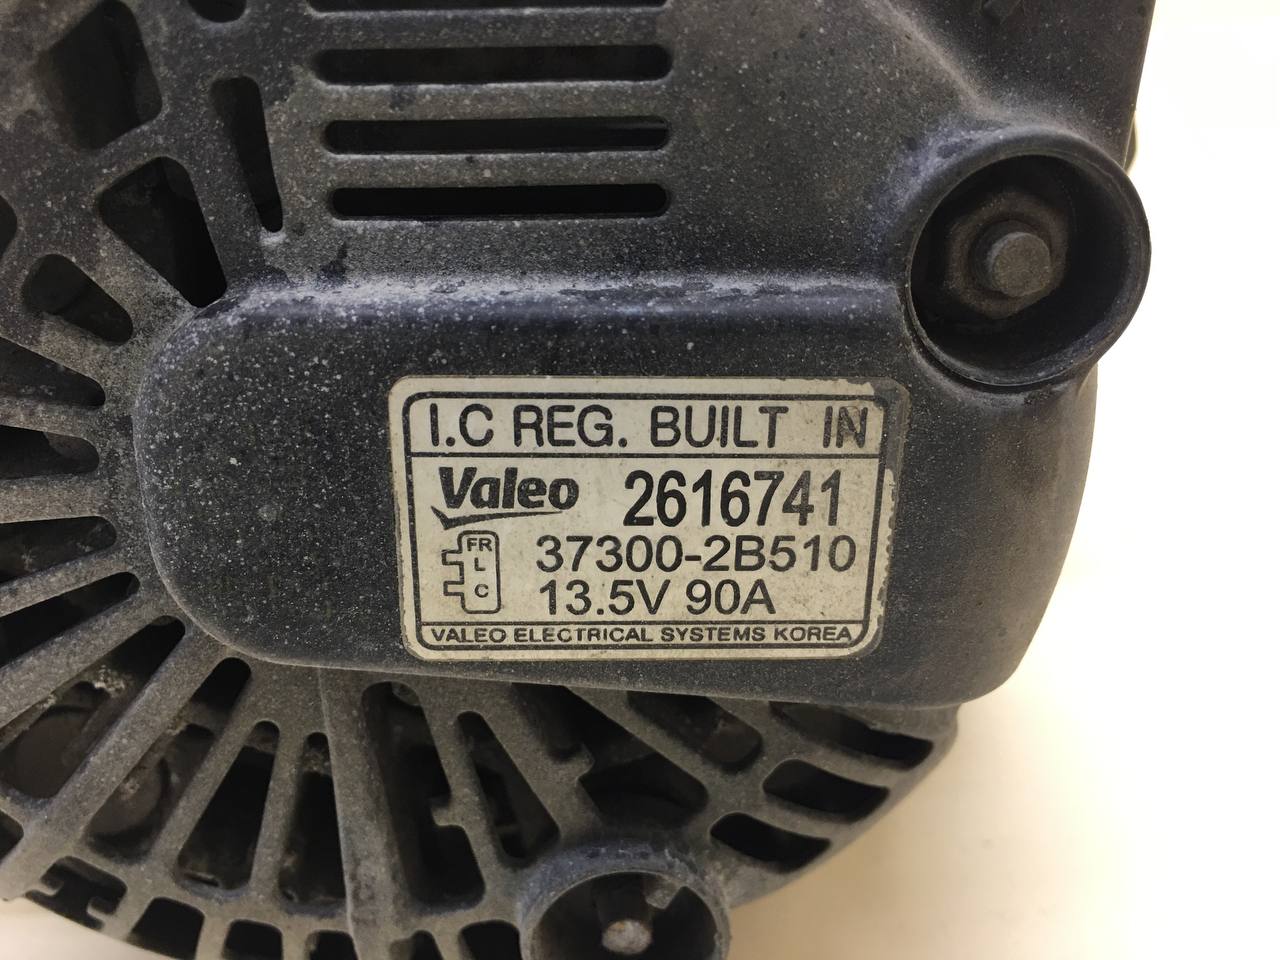 I.C REG. BUILT IN
Valeo 2616741
FR
L
C
37300-2B510
13.5V 90A
VALEO ELECTRICAL SYSTEMS KOREA